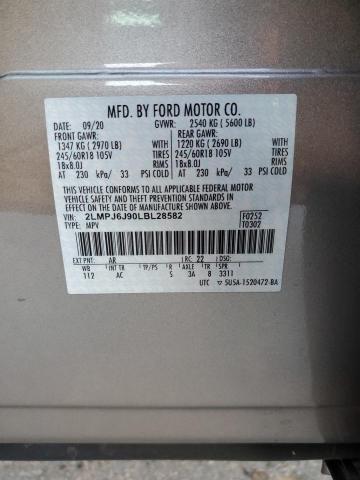 MFD. BY FORD MOTOR CO.
DATE: 09/20 GVWR: 2540 KG ( 5600 LB)
FRONT GAWR: REAR GAWR:
1347 KG ( 2970 LB) 1220 KG ( 2690 LB)
245/60R18 105V TIRES 245/60R18 105V TIRES
18x8.0J RIMS 18x8.0J RIMS
AT 230 kPa/ 33 PSI COLD AT 230 kPa/ 33 PSI COLD
THIS VEHICLE CONFORMS TO ALL APPLICABLE FEDERAL MOTOR
VEHICLE SAFETY AND BUMPER STANDARDS IN EFFECT ON THE DATE OF
MANUFACTURE SHOWN ABOVE.
VIN: 2LMPJ6J90LBL28582 F0252
TYPE: MPV T0302
EXT PNT: AR RC: 22 DSO:
WB INT TR TP/PS R AXLE TR SPR
112 AC S 3A 8 3311
UTC 5U5A-1520472-BA